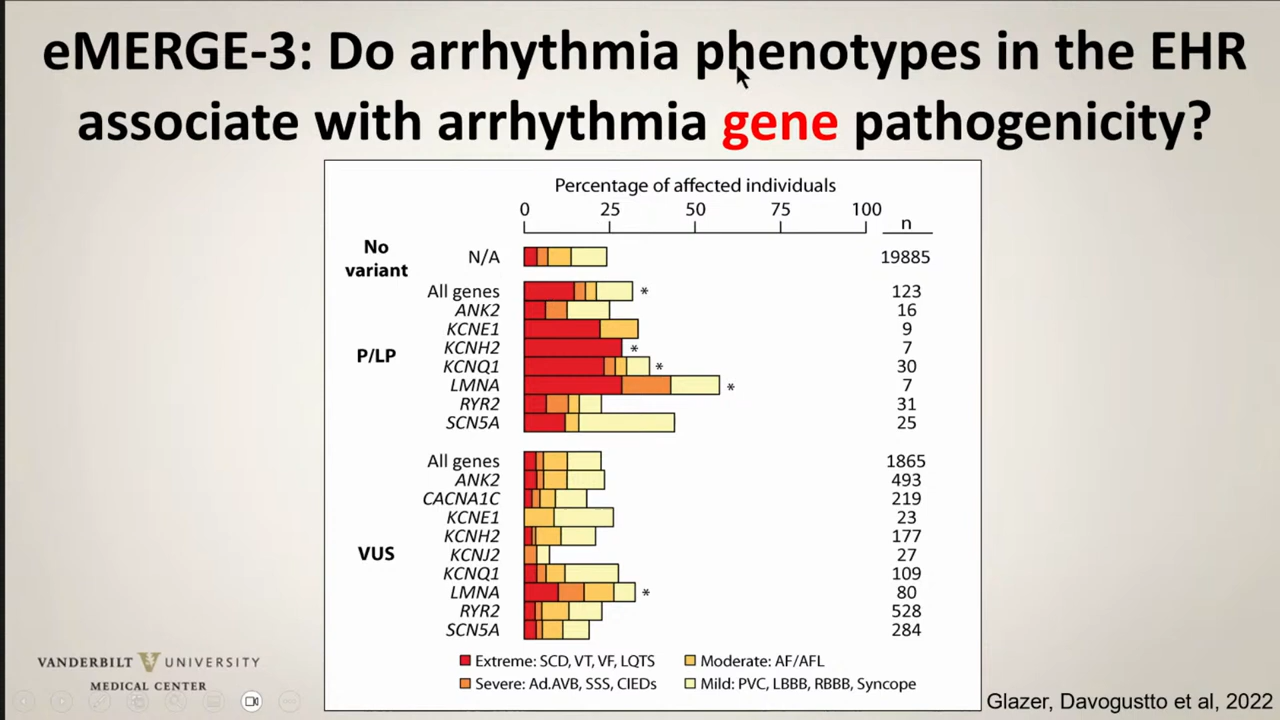 eMERGE-3: Do arrhythmia phenotypes in the EHR
associate with arrhythmia gene pathogenicity?
Percentage of affected individuals
0 25 50 75 100
n
No variant
N/A 19885
P/LP
All genes * 123
ANK2 16
KCNE1 9
KCNH2 * 7
KCNQ1 * 30
LMNA * 7
RYR2 31
SCN5A 25
VUS
All genes 1865
ANK2 493
CACNA1C 219
KCNE1 23
KCNH2 177
KCNJ2 27
KCNQ1 109
LMNA * 80
RYR2 528
SCN5A 284
Extreme: SCD, VT, VF, LQTS
Moderate: AF/AFL
Severe: Ad.AVB, SSS, CIEDs
Mild: PVC, LBBB, RBBB, Syncope
VANDERBILT UNIVERSITY
MEDICAL CENTER
Glazer, Davogustto et al, 2022